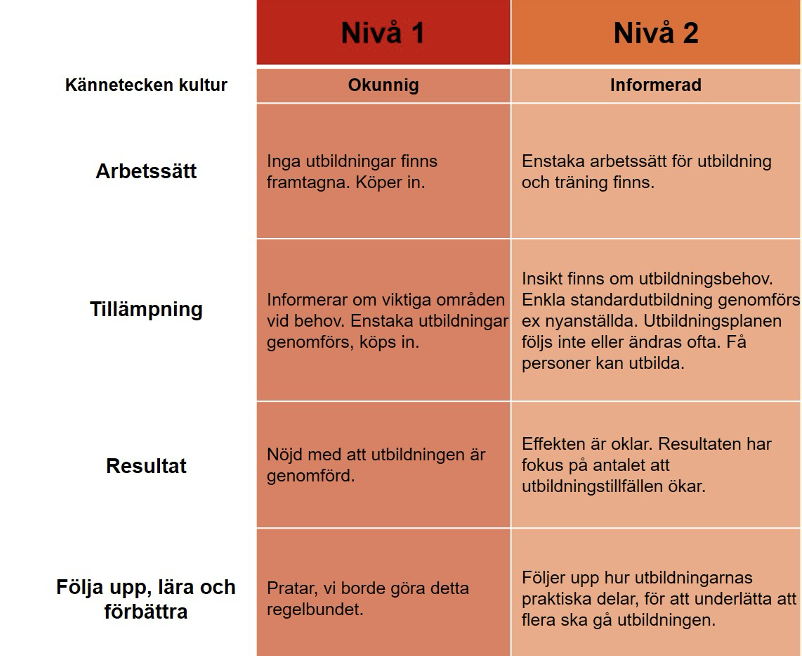 Nivå 1
Nivå 2
Kännetecken kultur
Okunnig
Informerad
Arbetssätt
Inga utbildningar finns
framtagna. Köper in.
Enstaka arbetssätt för utbildning
och träning finns.
Tillämpning
Informerar om viktiga områden
vid behov. Enstaka utbildningar
genomförs, köps in.
Insikt finns om utbildningsbehov.
Enkla standardutbildning genomförs
ex nyanställda. Utbildningsplanen
följs inte eller ändras ofta. Få
personer kan utbilda.
Resultat
Nöjd med att utbildningen är
genomförd.
Effekten är oklar. Resultaten har
fokus på antalet att
utbildningstillfällen ökar.
Följa upp, lära och
förbättra
Pratar, vi borde göra detta
regelbundet.
Följer upp hur utbildningarnas
praktiska delar, för att underlätta att
flera ska gå utbildningen.